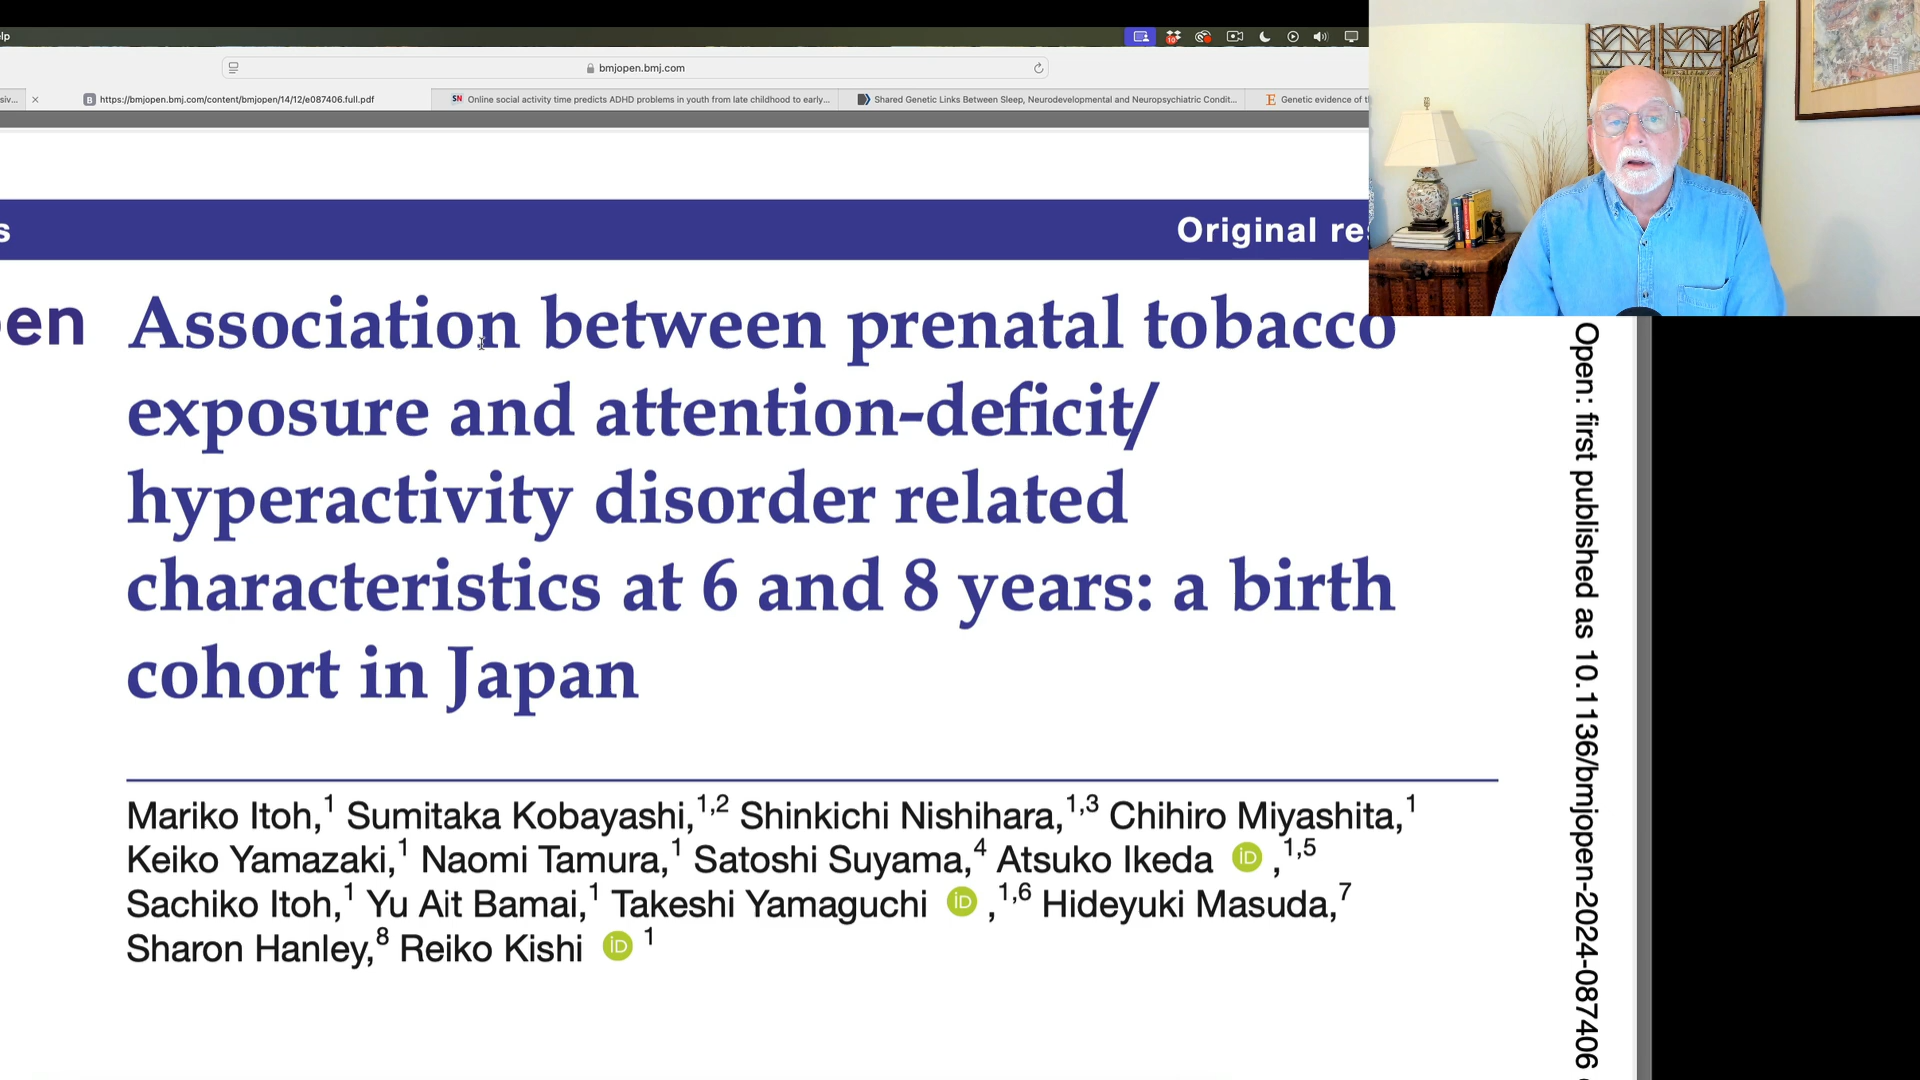 lp
bmjopen.bmj.com
siv...
https://bmjopen.bmj.com/content/bmjopen/14/12/e087406.full.pdf
SN Online social activity time predicts ADHD problems in youth from late childhood to early...
Shared Genetic Links Between Sleep, Neurodevelopmental and Neuropsychiatric Condit...
E Genetic evidence of t
s
Original re
en
Association between prenatal tobacco
exposure and attention-deficit/
hyperactivity disorder related
characteristics at 6 and 8 years: a birth
cohort in Japan
Mariko Itoh,1 Sumitaka Kobayashi,1,2 Shinkichi Nishihara,1,3 Chihiro Miyashita,1
Keiko Yamazaki,1 Naomi Tamura,1 Satoshi Suyama,4 Atsuko Ikeda iD ,1,5
Sachiko Itoh,1 Yu Ait Bamai,1 Takeshi Yamaguchi iD ,1,6 Hideyuki Masuda,7
Sharon Hanley,8 Reiko Kishi iD 1
Open: first published as 10.1136/bmjopen-2024-087406